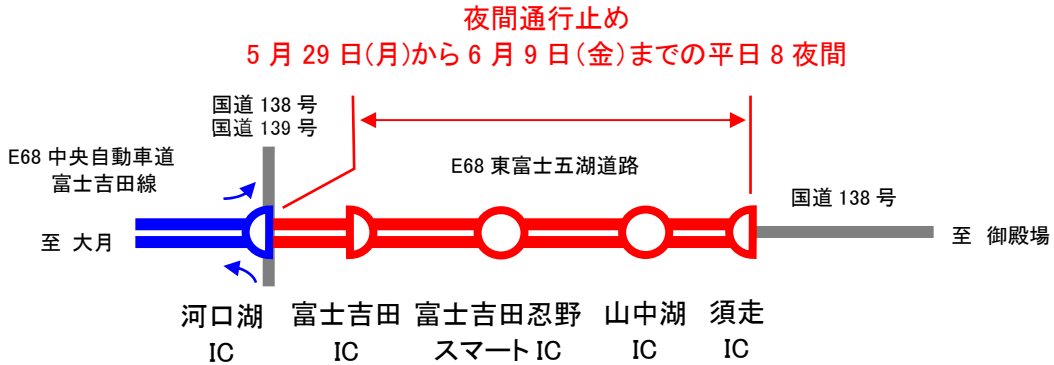 夜間通行止め
5月29日(月)から6月9日(金)までの平日8夜間
国道138号
国道139号
E68 中央自動車道
富士吉田線
E68 東富士五湖道路
国道138号
至 大月
至 御殿場
河口湖
IC
富士吉田
IC
富士吉田忍野
スマートIC
山中湖
IC
須走
IC